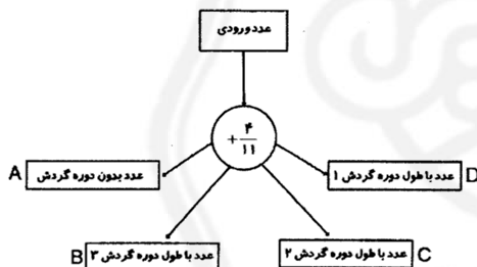 عدد ورودی
+۴/۱۱
A عدد بدون دوره گردش
عدد با طول دوره گردش ۱ D
B عدد با طول دوره گردش ۳
عدد با طول دوره گردش ۲ C